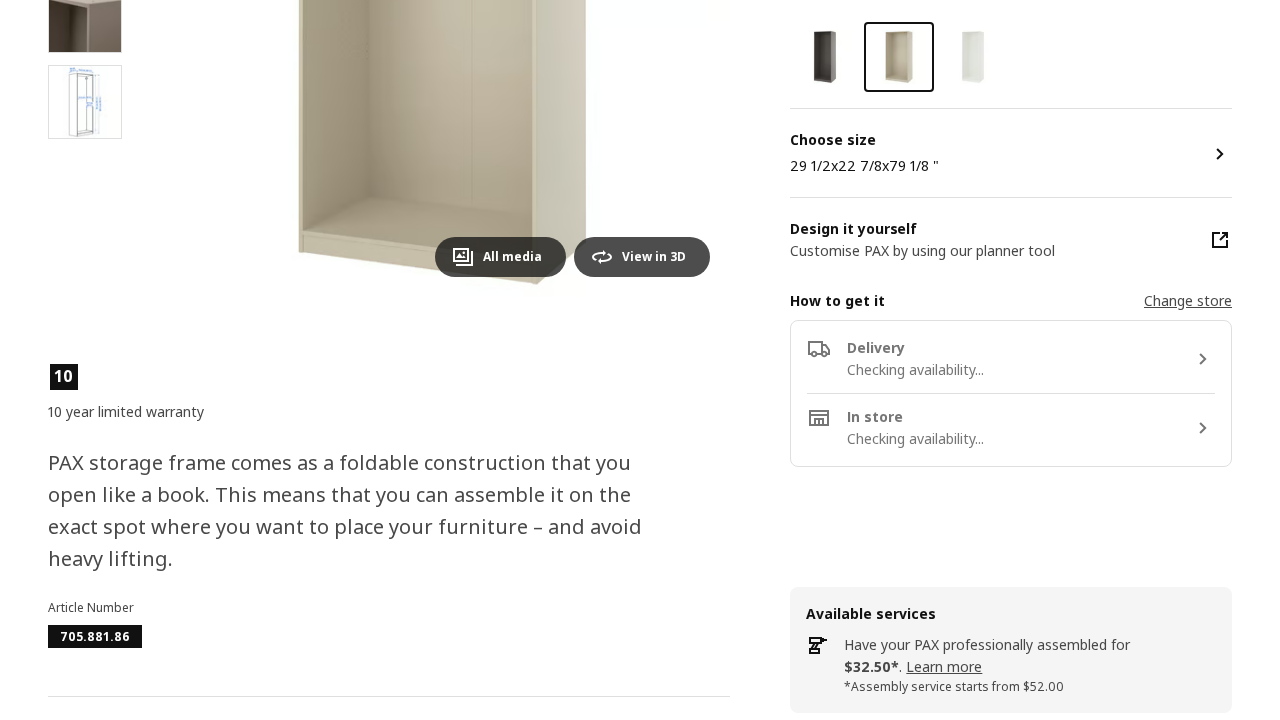 All media
View in 3D
10
10 year limited warranty
PAX storage frame comes as a foldable construction that you
open like a book. This means that you can assemble it on the
exact spot where you want to place your furniture – and avoid
heavy lifting.
Article Number
705.881.86
Choose size
29 1/2x22 7/8x79 1/8 "
Design it yourself
Customise PAX by using our planner tool
How to get it
Change store
Delivery
Checking availability...
In store
Checking availability...
Available services
Have your PAX professionally assembled for
$32.50*. Learn more
*Assembly service starts from $52.00